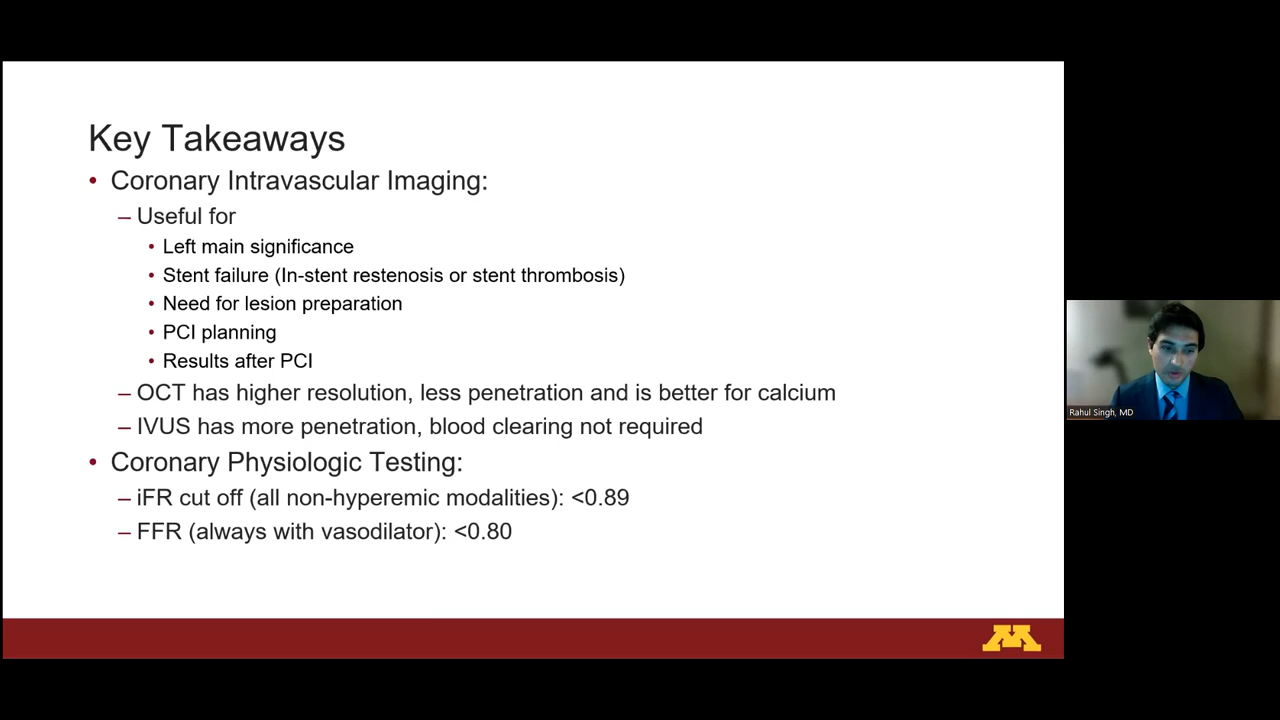 Key Takeaways
• Coronary Intravascular Imaging:
– Useful for
• Left main significance
• Stent failure (In-stent restenosis or stent thrombosis)
• Need for lesion preparation
• PCI planning
• Results after PCI
– OCT has higher resolution, less penetration and is better for calcium
– IVUS has more penetration, blood clearing not required
• Coronary Physiologic Testing:
– iFR cut off (all non-hyperemic modalities): <0.89
– FFR (always with vasodilator): <0.80
M
Rahul Singh, MD